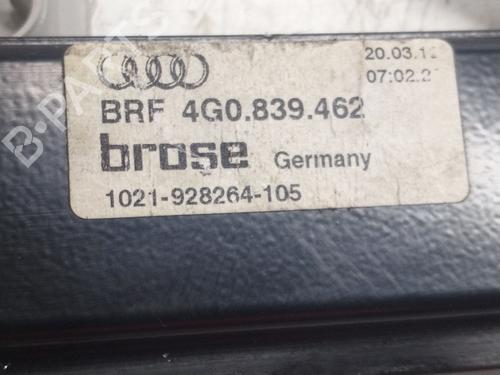 20.03.1
07:02.2
BRF 4G0.839.462
brose Germany
1021-928264-105
B-PARTS